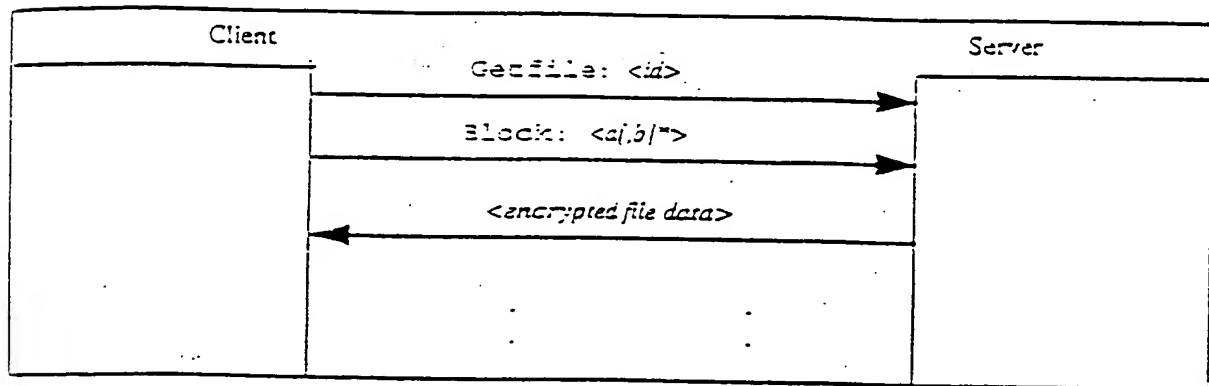 Client
Server
Getfile: <id>
Block: <a[,b]*>
<encrypted file data>